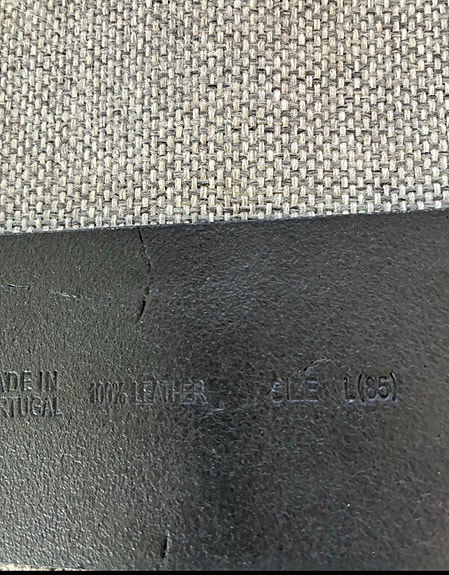 ADE IN
RTUGAL
100% LEATHER
SIZE L(85)